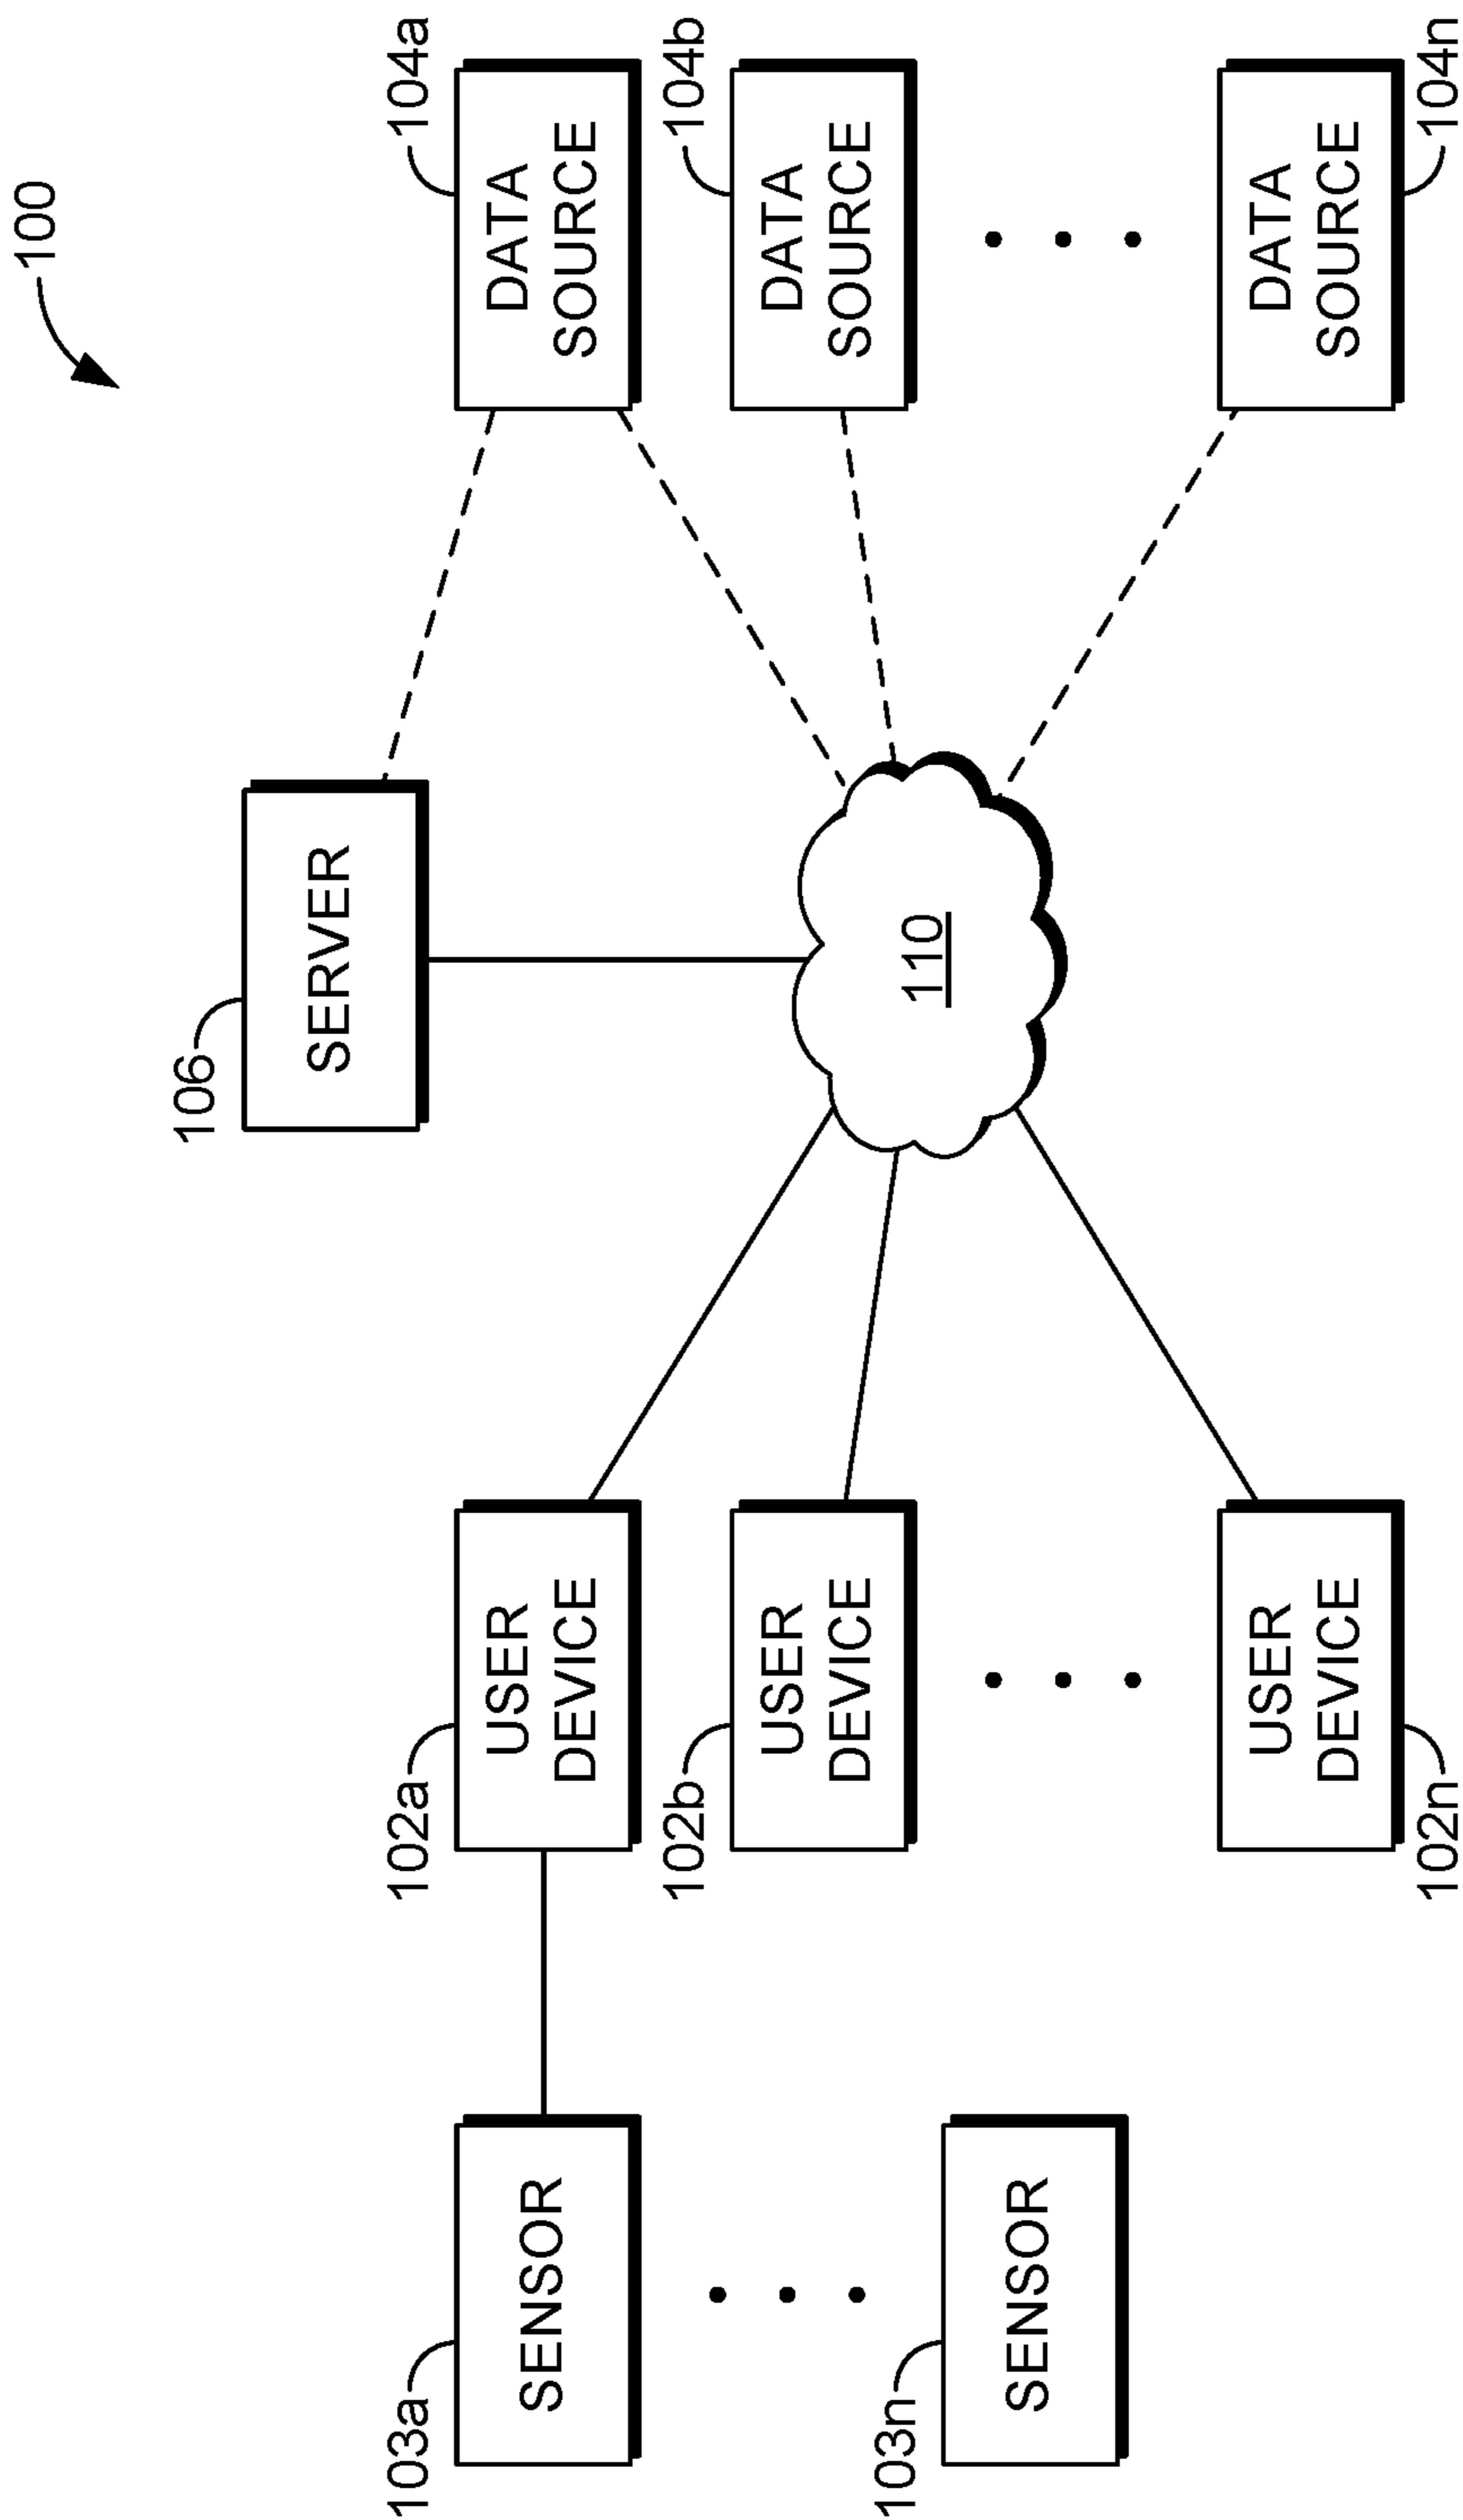 100
106
SERVER
103a
SENSOR
102a
USER
DEVICE
104a
DATA
SOURCE
102b
USER
DEVICE
104b
DATA
SOURCE
110
103n
SENSOR
USER
DEVICE
102n
DATA
SOURCE
104n